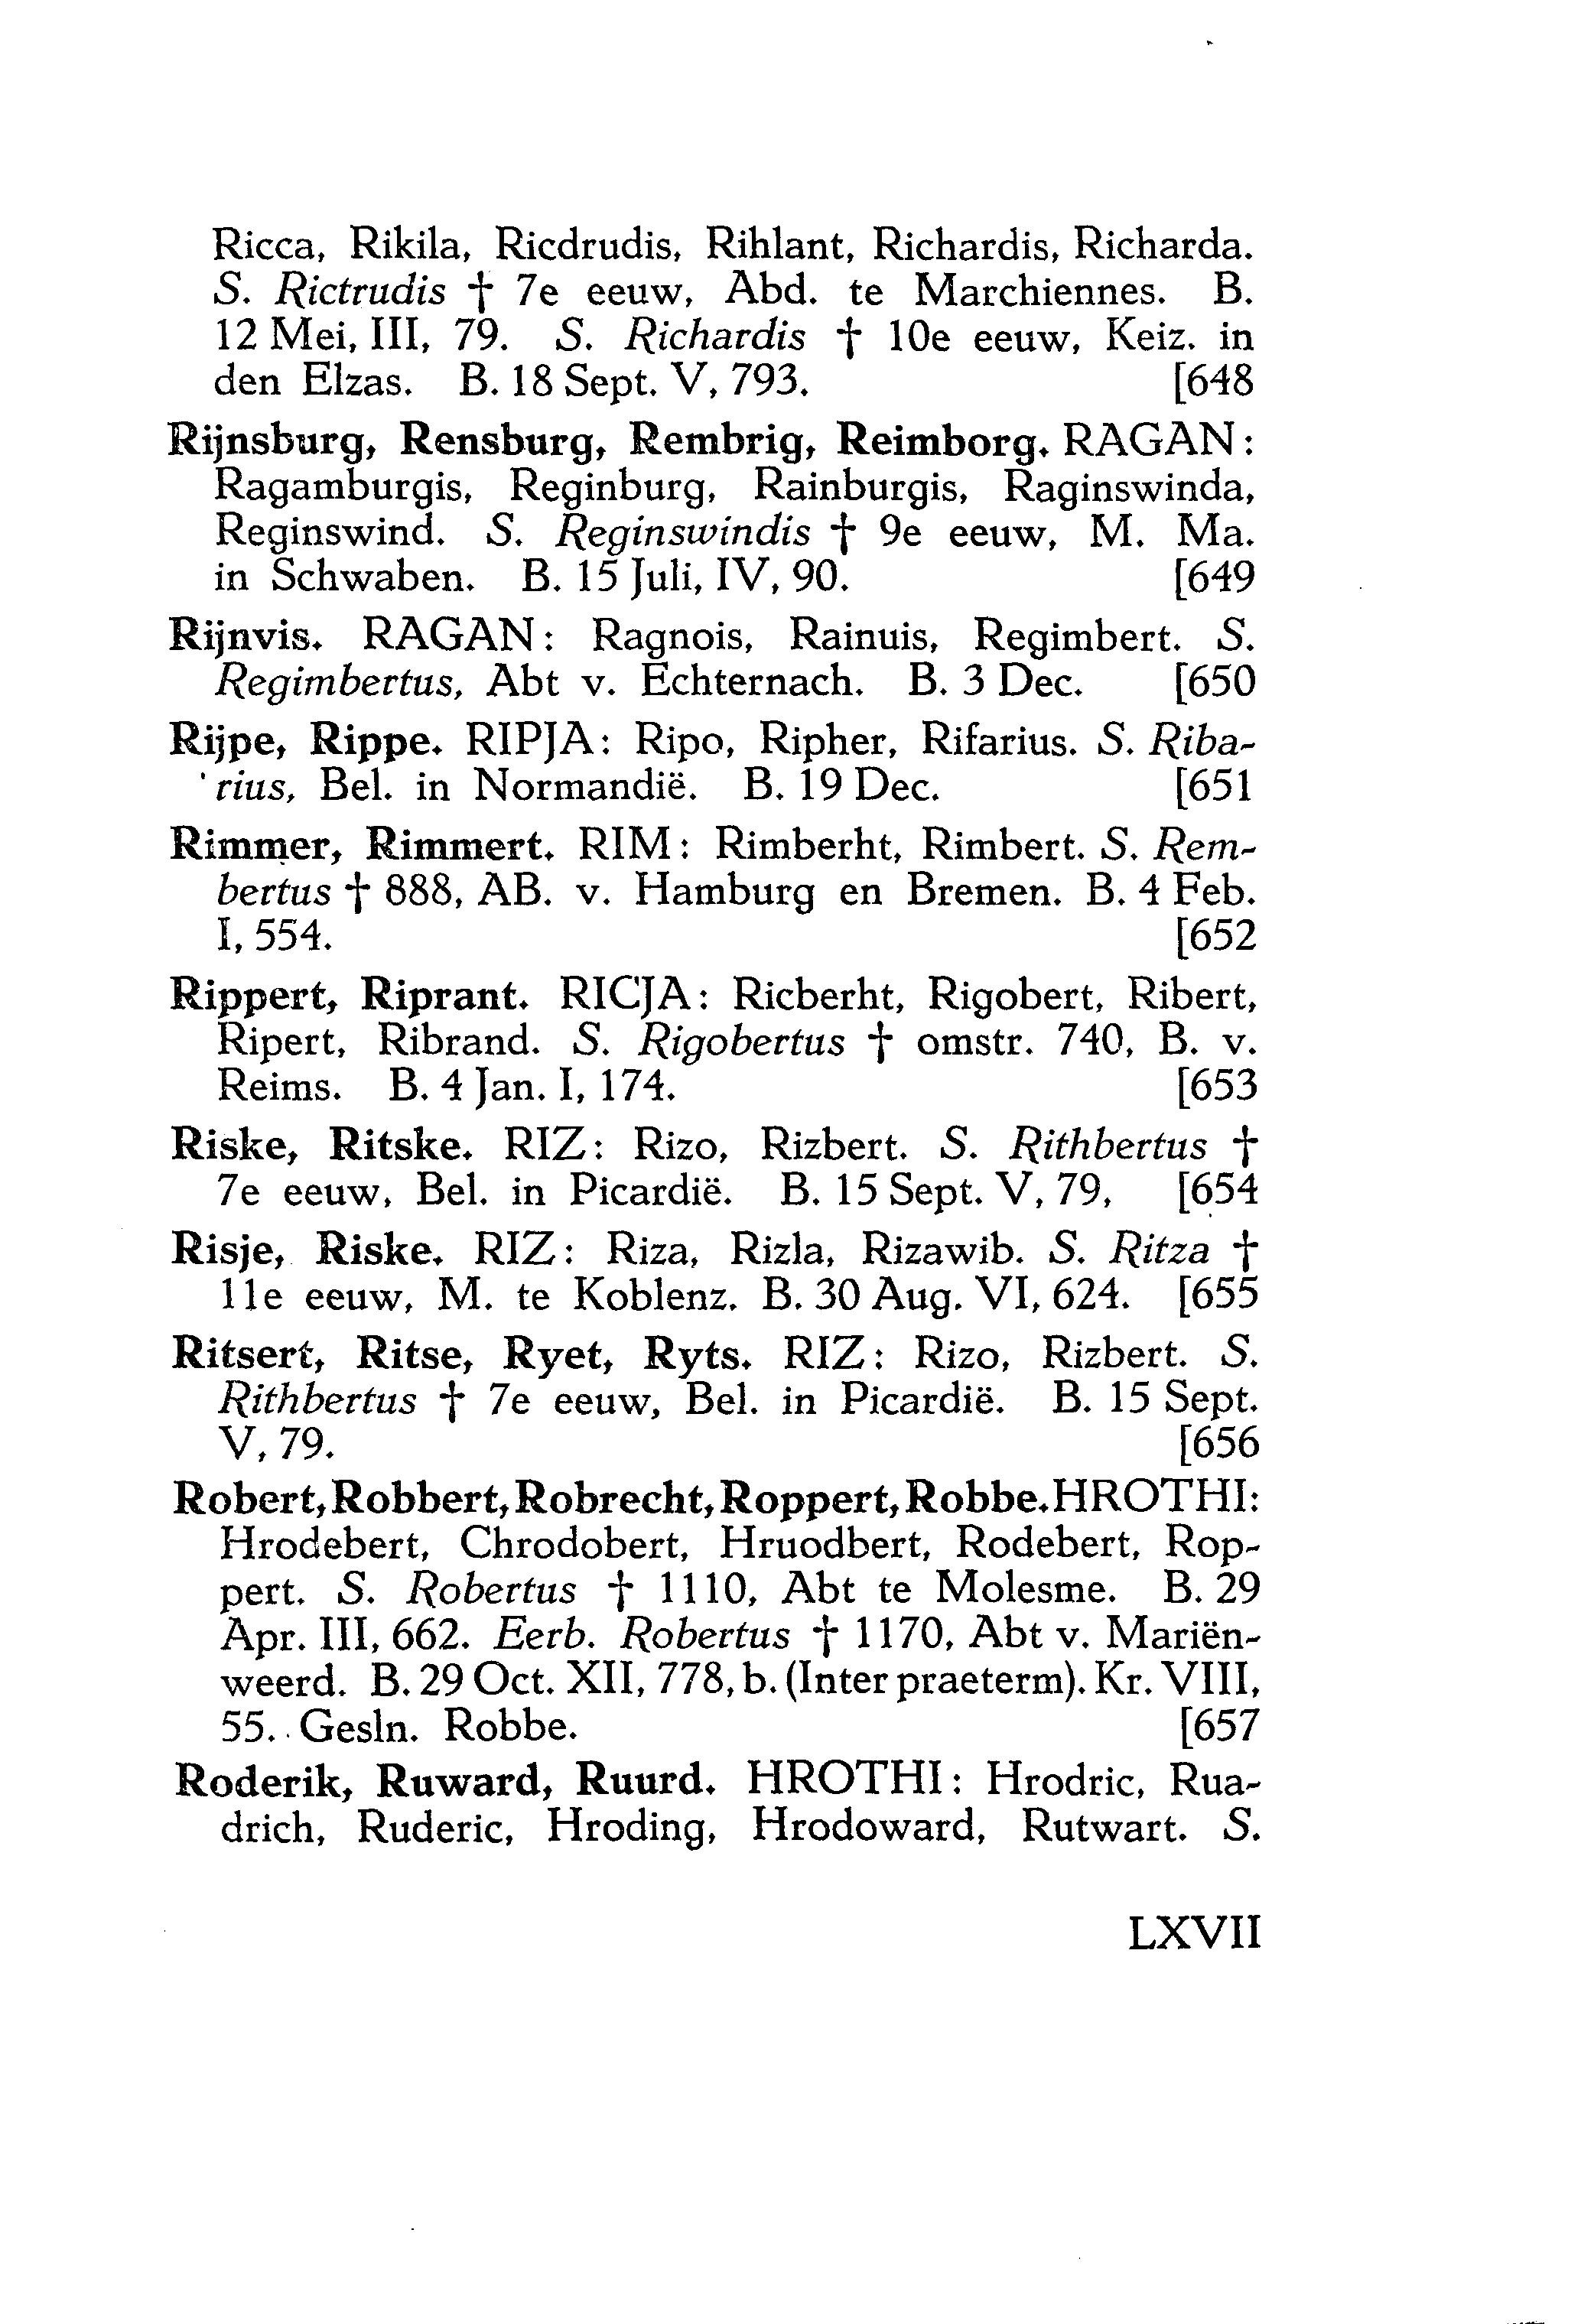 Ricca, Rikila, Ricdrudis, Rihlant, Richardis, Richarda.
S. Rictrudis † 7e eeuw, Abd. te Marchiennes. B.
12 Mei, III, 79. S. Richardis † 10e eeuw, Keiz. in
den Elzas. B. 18 Sept. V, 793. [648
Rijnsburg, Rensburg, Rembrig, Reimborg. RAGAN:
Ragamburgis, Reginburg, Rainburgis, Raginswinda,
Reginswind. S. Reginswindis † 9e eeuw, M. Ma.
in Schwaben. B. 15 Juli, IV, 90. [649
Rijnvis. RAGAN: Ragnois, Rainuis, Regimbert. S.
Regimbertus, Abt v. Echternach. B. 3 Dec. [650
Rijpe, Rippe. RIPJA: Ripo, Ripher, Rifarius. S. Riba-
rius, Bel. in Normandië. B. 19 Dec. [651
Rimmer, Rimmert. RIM: Rimberht, Rimbert. S. Rem-
bertus † 888, AB. v. Hamburg en Bremen. B. 4 Feb.
I, 554. [652
Rippert, Riprant. RICJA: Ricberht, Rigobert, Ribert,
Ripert, Ribrand. S. Rigobertus † omstr. 740, B. v.
Reims. B. 4 Jan. I, 174. [653
Riske, Ritske. RIZ: Rizo, Rizbert. S. Rithbertus †
7e eeuw, Bel. in Picardië. B. 15 Sept. V, 79, [654
Risje, Riske. RIZ: Riza, Rizla, Rizawib. S. Ritza †
11e eeuw, M. te Koblenz. B. 30 Aug. VI, 624. [655
Ritsert, Ritse, Ryet, Ryts. RIZ: Rizo, Rizbert. S.
Rithbertus † 7e eeuw, Bel. in Picardië. B. 15 Sept.
V, 79. [656
Robert, Robbert, Robrecht, Roppert, Robbe. HROTHI:
Hrodebert, Chrodobert, Hruodbert, Rodebert, Rop-
pert. S. Robertus † 1110, Abt te Molesme. B. 29
Apr. III, 662. Eerb. Robertus † 1170, Abt v. Mariën-
weerd. B. 29 Oct. XII, 778, b. (Inter praeterm). Kr. VIII,
55. Gesln. Robbe. [657
Roderik, Ruward, Ruurd. HROTHI: Hrodric, Rua-
drich, Ruderic, Hroding, Hrodoward, Rutwart. S.
LXVII